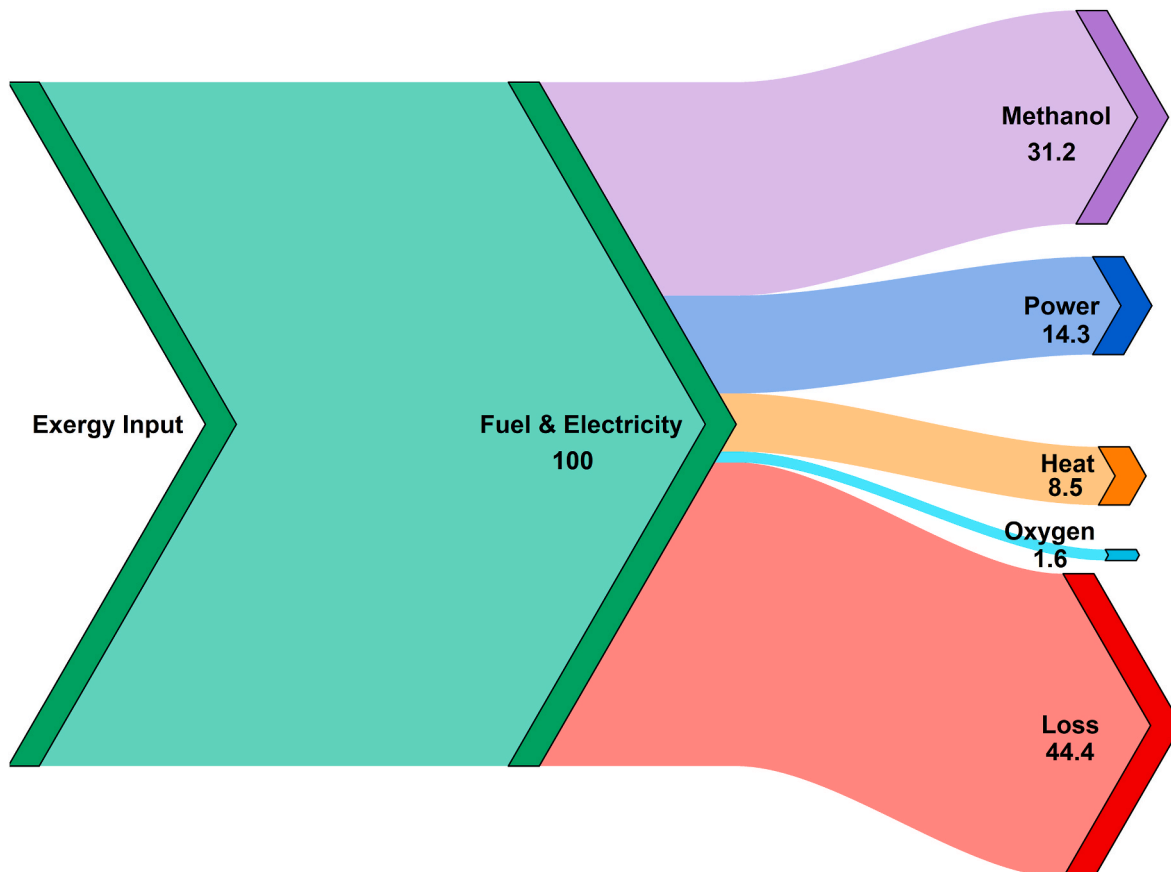 Exergy Input
Fuel & Electricity
100
Methanol
31.2
Power
14.3
Heat
8.5
Oxygen
1.6
Loss
44.4